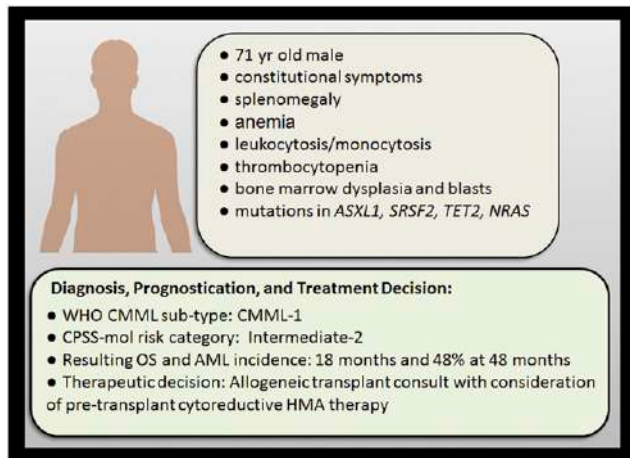 ● 71 yr old male
● constitutional symptoms
● splenomegaly
● anemia
● leukocytosis/monocytosis
● thrombocytopenia
● bone marrow dysplasia and blasts
● mutations in ASXL1, SRSF2, TET2, NRAS
Diagnosis, Prognostication, and Treatment Decision:
● WHO CMML sub-type: CMML-1
● CPSS-mol risk category: Intermediate-2
● Resulting OS and AML incidence: 18 months and 48% at 48 months
● Therapeutic decision: Allogeneic transplant consult with consideration
of pre-transplant cytoreductive HMA therapy